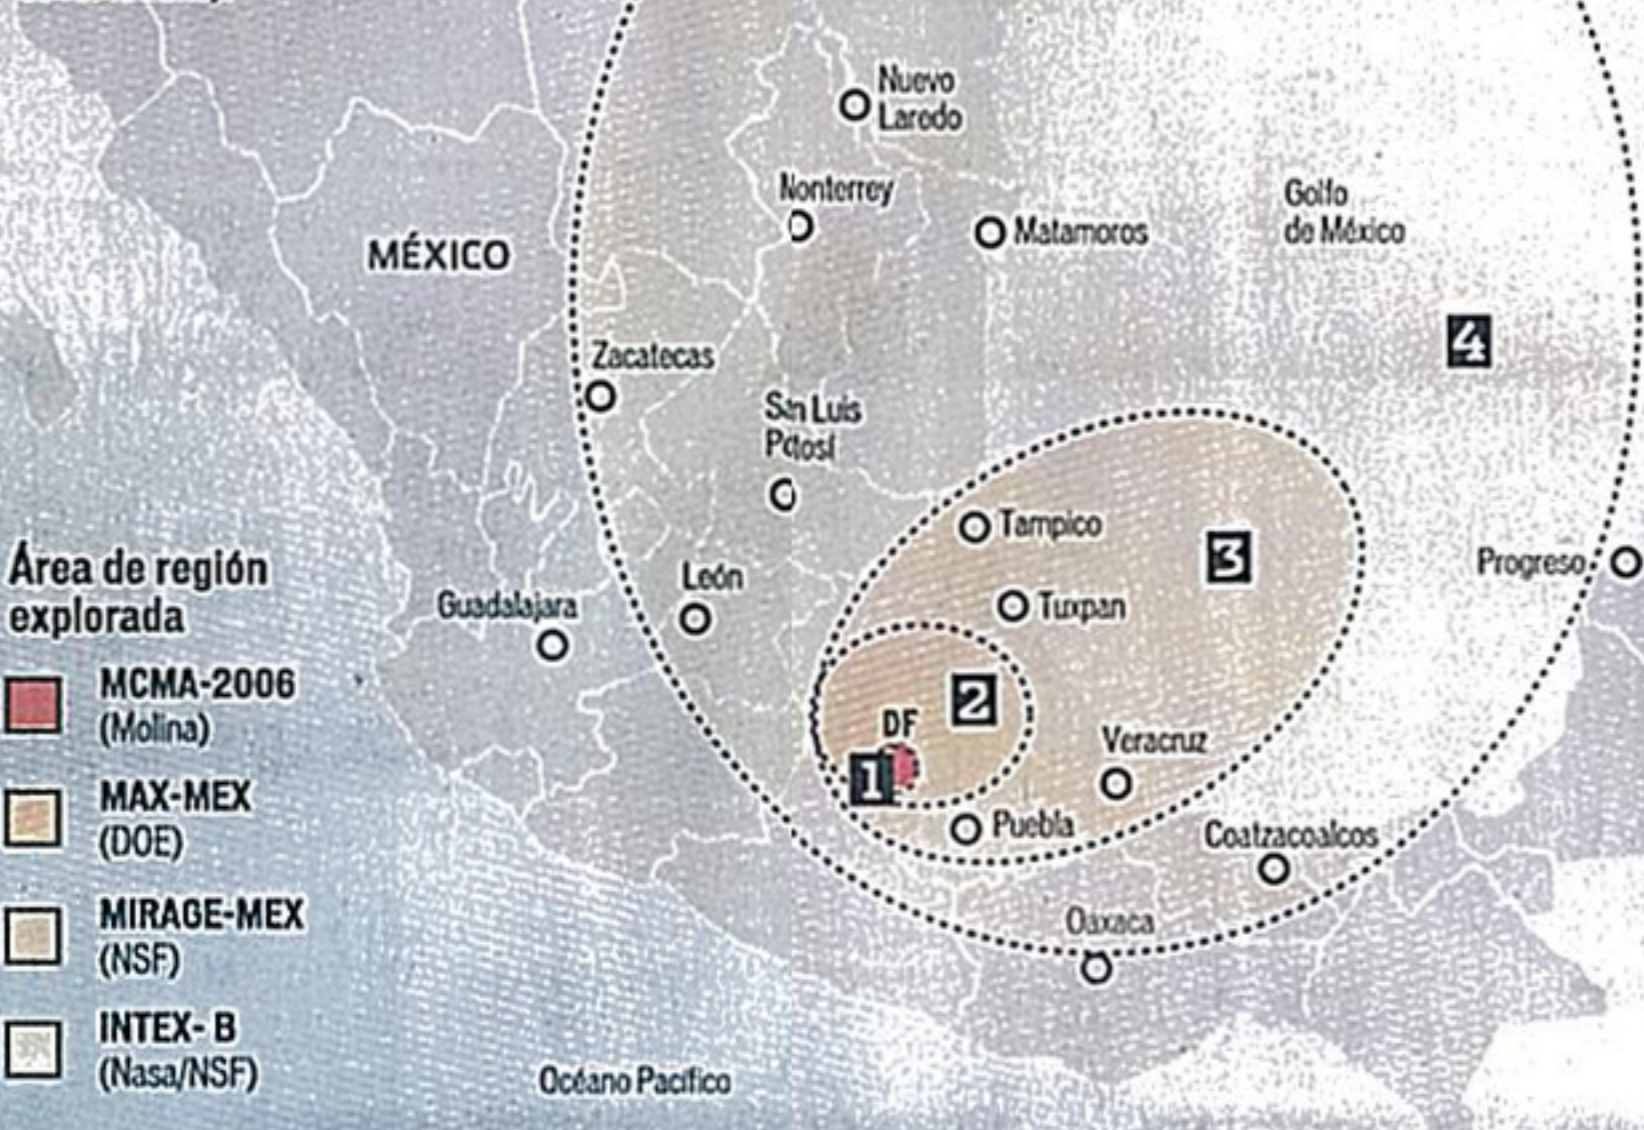 Nuevo
Laredo
Monterrey
Matamoros
Golfo
de México
MÉXICO
4
Zacatecas
San Luis
Potosí
Tampico
3
Progreso
León
Tuxpan
Guadalajara
Área de región
explorada
MCMA-2006
(Molina)
2
DF
1
Veracruz
MAX-MEX
(DOE)
Puebla
Coatzacoalcos
MIRAGE-MEX
(NSF)
Oaxaca
INTEX- B
(Nasa/NSF)
Océano Pacífico